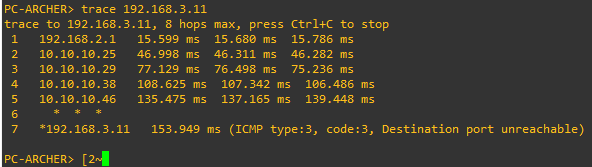 PC-ARCHER> trace 192.168.3.11
trace to 192.168.3.11, 8 hops max, press Ctrl+C to stop
1 192.168.2.1 15.599 ms 15.680 ms 15.786 ms
2 10.10.10.25 46.998 ms 46.311 ms 46.282 ms
3 10.10.10.29 77.129 ms 76.498 ms 75.236 ms
4 10.10.10.38 108.625 ms 107.342 ms 106.486 ms
5 10.10.10.46 135.475 ms 137.165 ms 139.448 ms
6 * * *
7 *192.168.3.11 153.949 ms (ICMP type:3, code:3, Destination port unreachable)
PC-ARCHER> [2~